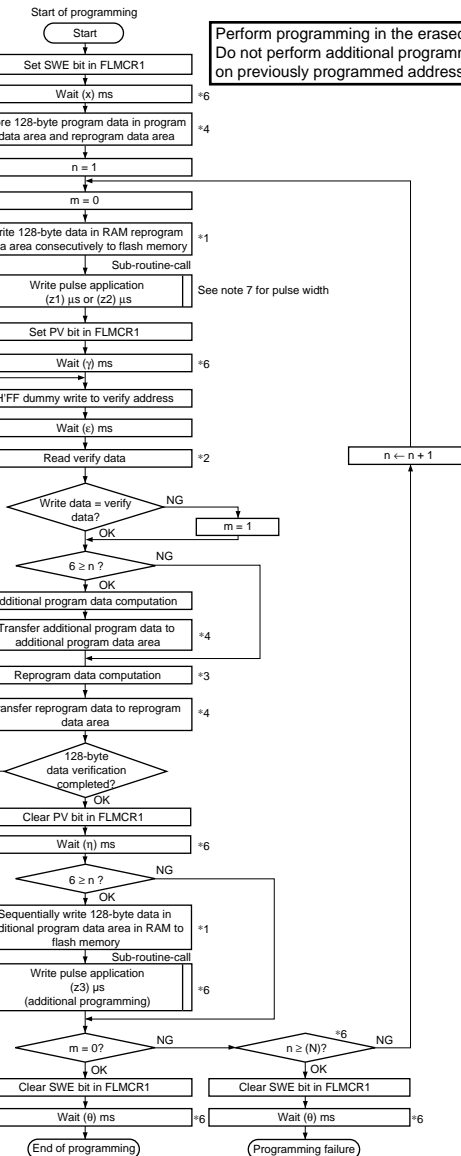 Start of programming
Start
Perform programming in the erased
Do not perform additional programm
on previously programmed address
Set SWE bit in FLMCR1
Wait (x) ms
*6
ore 128-byte program data in program
data area and reprogram data area
*4
n = 1
m = 0
rite 128-byte data in RAM reprogram
ta area consecutively to flash memory
*1
Sub-routine-call
Write pulse application
(z1) μs or (z2) μs
See note 7 for pulse width
Set PV bit in FLMCR1
Wait (γ) ms
*6
H'FF dummy write to verify address
Wait (ε) ms
Read verify data
*2
n ← n + 1
Write data = verify
data?
NG
m = 1
OK
6 ≥ n ?
NG
OK
dditional program data computation
Transfer additional program data to
additional program data area
*4
Reprogram data computation
*3
ransfer reprogram data to reprogram
data area
*4
128-byte
data verification
completed?
OK
Clear PV bit in FLMCR1
Wait (η) ms
*6
6 ≥ n ?
NG
OK
Sequentially write 128-byte data in
ditional program data area in RAM to
flash memory
*1
Sub-routine-call
Write pulse application
(z3) μs
(additional programming)
*6
m = 0?
NG
n ≥ (N)?
*6
NG
OK
OK
Clear SWE bit in FLMCR1
Clear SWE bit in FLMCR1
Wait (θ) ms
*6
Wait (θ) ms
*6
End of programming
Programming failure